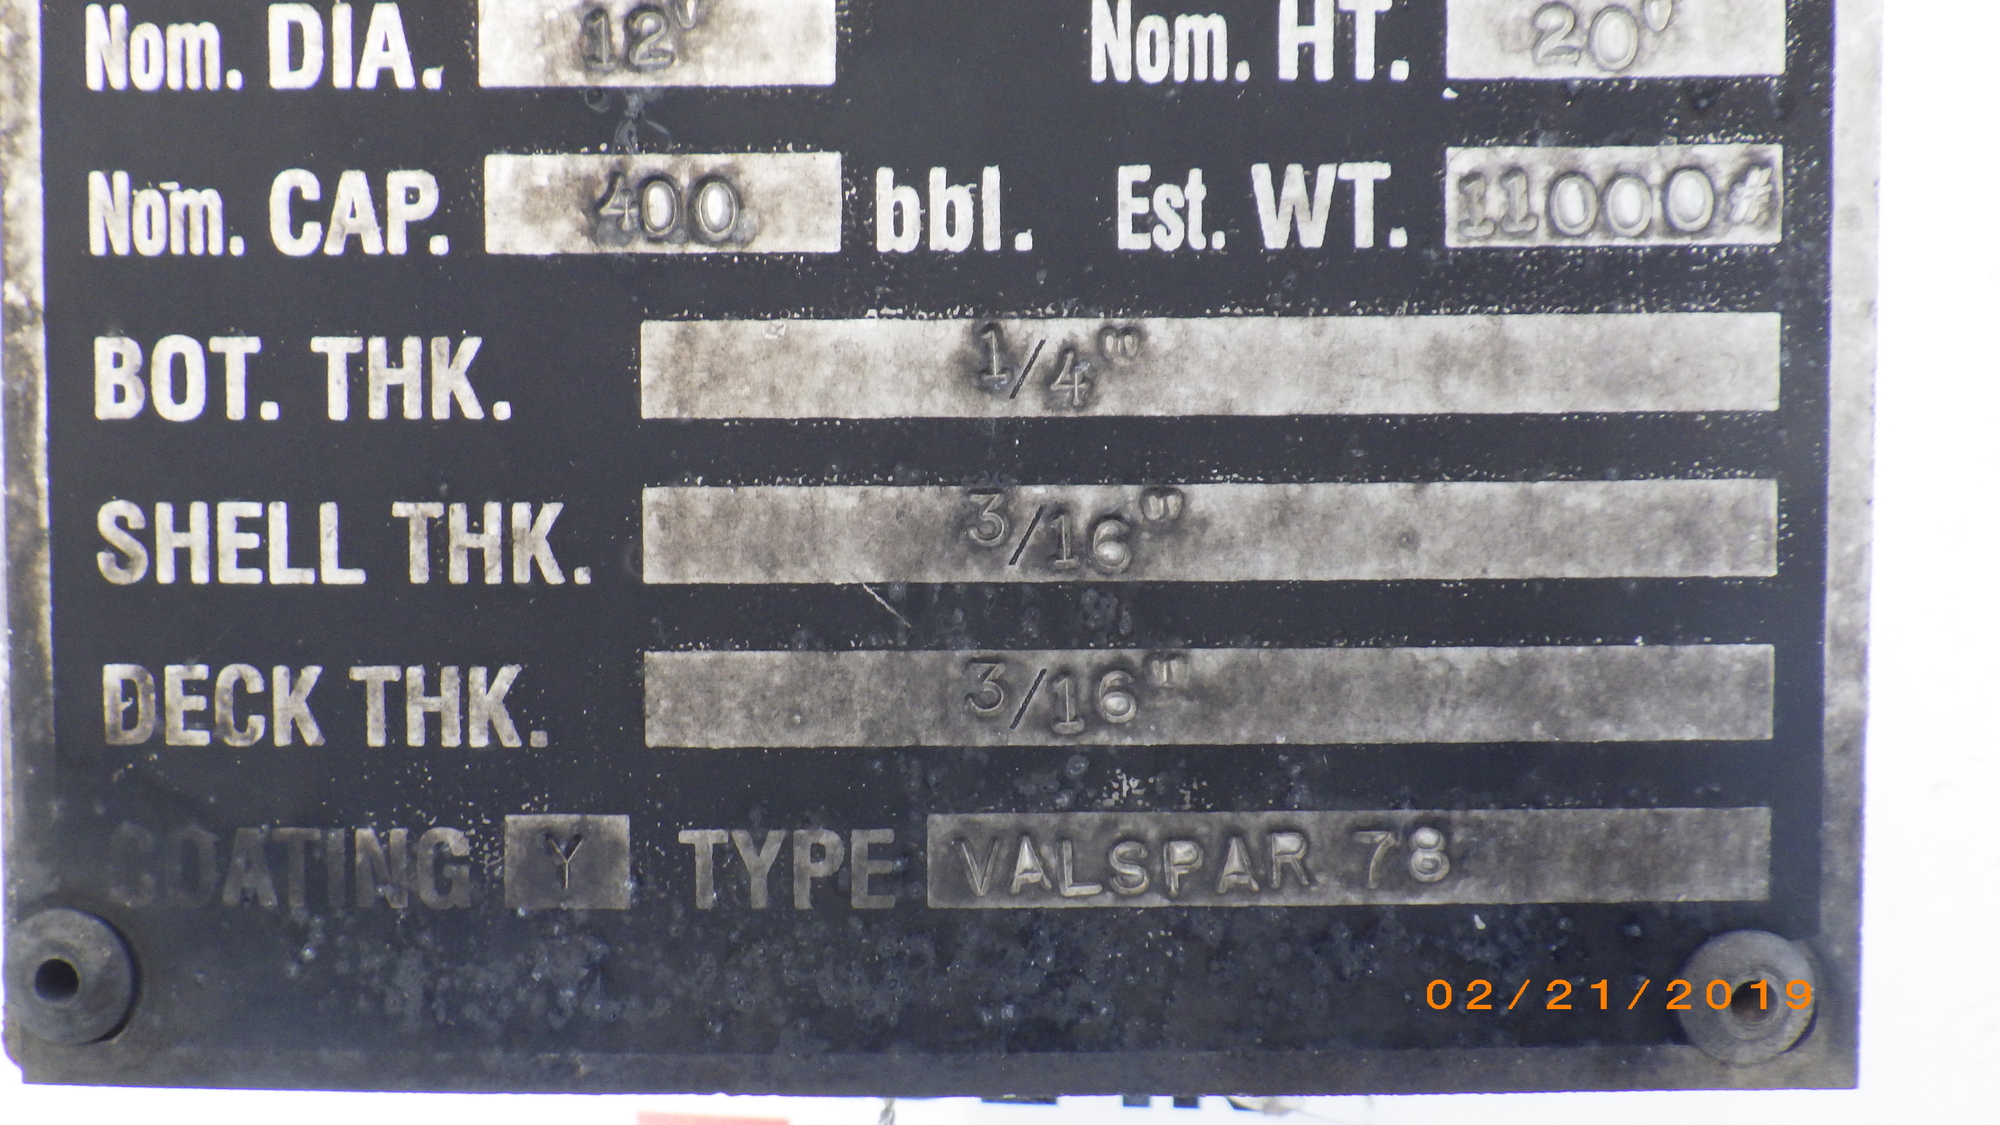 Nom. DIA. 12' Nom. HT. 20'
Nom. CAP. 400 bbl. Est. WT. 11000#
BOT. THK. 1/4"
SHELL THK. 3/16"
DECK THK. 3/16"
COATING Y TYPE VALSPAR 78
02/21/2019